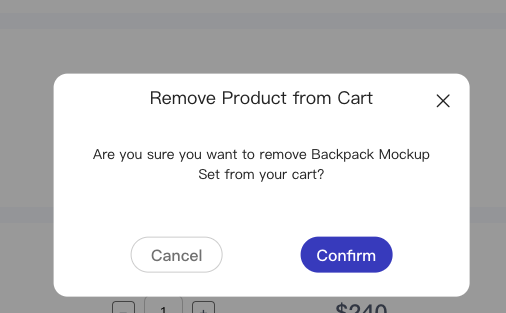 Remove Product from Cart
Are you sure you want to remove Backpack Mockup
Set from your cart?
Cancel
Confirm
1
$240